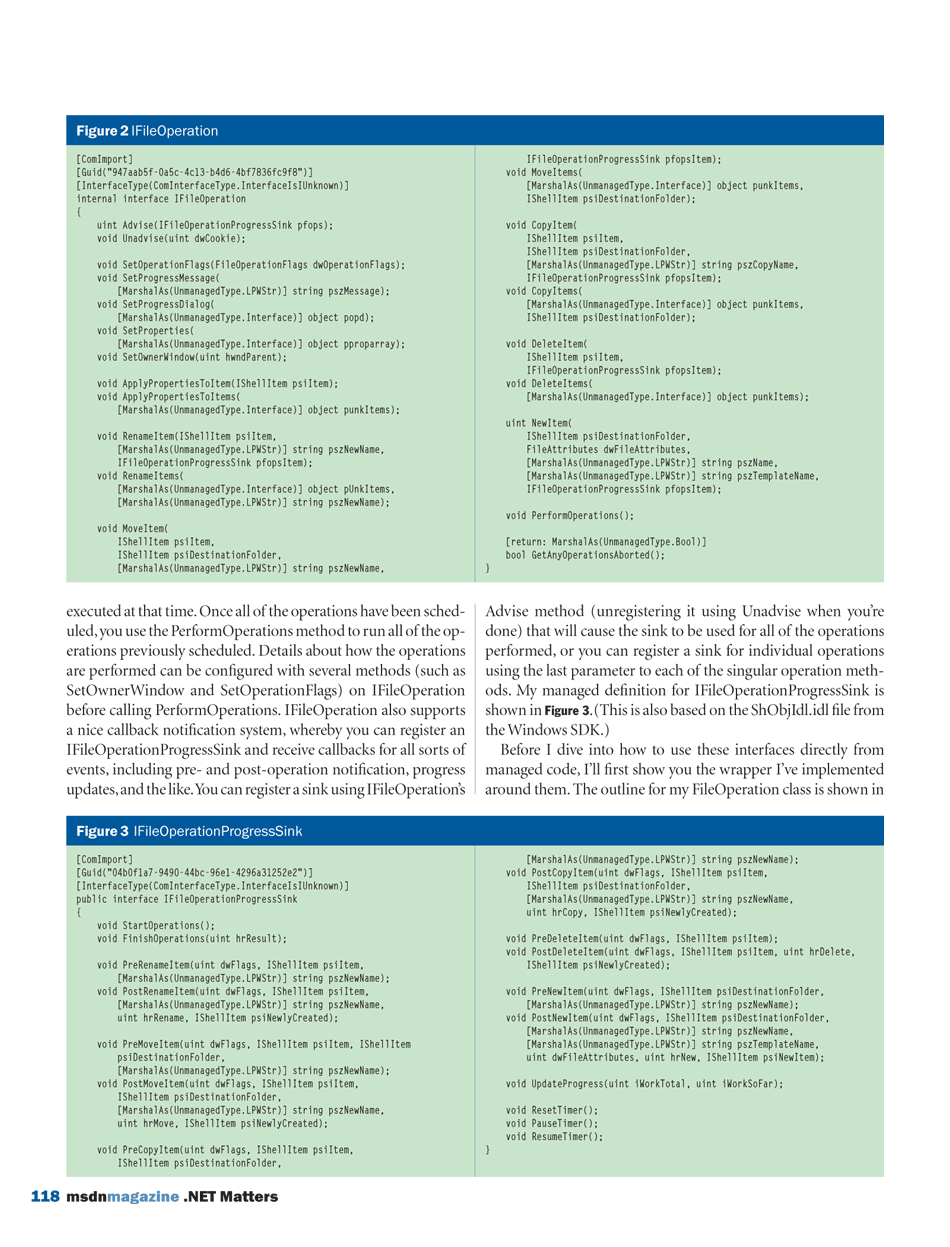 Figure 2 IFileOperation
[ComImport]
[Guid("947aab5f-0a5c-4c13-b4d6-4bf7836fc9f8")]
[InterfaceType(ComInterfaceType.InterfaceIsIUnknown)]
internal interface IFileOperation
{
uint Advise(IFileOperationProgressSink pfops);
void Unadvise(uint dwCookie);
void SetOperationFlags(FileOperationFlags dwOperationFlags);
void SetProgressMessage(
[MarshalAs(UnmanagedType.LPWStr)] string pszMessage);
void SetProgressDialog(
[MarshalAs(UnmanagedType.Interface)] object popd);
void SetProperties(
[MarshalAs(UnmanagedType.Interface)] object pproparray);
void SetOwnerWindow(uint hwndParent);
void ApplyPropertiesToItem(IShellItem psiItem);
void ApplyPropertiesToItems(
[MarshalAs(UnmanagedType.Interface)] object punkItems);
void RenameItem(IShellItem psiItem,
[MarshalAs(UnmanagedType.LPWStr)] string pszNewName,
IFileOperationProgressSink pfopsItem);
void RenameItems(
[MarshalAs(UnmanagedType.Interface)] object pUnkItems,
[MarshalAs(UnmanagedType.LPWStr)] string pszNewName);
void MoveItem(
IShellItem psiItem,
IShellItem psiDestinationFolder,
[MarshalAs(UnmanagedType.LPWStr)] string pszNewName,
IFileOperationProgressSink pfopsItem);
void MoveItems(
[MarshalAs(UnmanagedType.Interface)] object punkItems,
IShellItem psiDestinationFolder);
void CopyItem(
IShellItem psiItem,
IShellItem psiDestinationFolder,
[MarshalAs(UnmanagedType.LPWStr)] string pszCopyName,
IFileOperationProgressSink pfopsItem);
void CopyItems(
[MarshalAs(UnmanagedType.Interface)] object punkItems,
IShellItem psiDestinationFolder);
void DeleteItem(
IShellItem psiItem,
IFileOperationProgressSink pfopsItem);
void DeleteItems(
[MarshalAs(UnmanagedType.Interface)] object punkItems);
uint NewItem(
IShellItem psiDestinationFolder,
FileAttributes dwFileAttributes,
[MarshalAs(UnmanagedType.LPWStr)] string pszName,
[MarshalAs(UnmanagedType.LPWStr)] string pszTemplateName,
IFileOperationProgressSink pfopsItem);
void PerformOperations();
[return: MarshalAs(UnmanagedType.Bool)]
bool GetAnyOperationsAborted();
}
executed at that time. Once all of the operations have been sched-
uled, you use the PerformOperations method to run all of the op-
erations previously scheduled. Details about how the operations
are performed can be configured with several methods (such as
SetOwnerWindow and SetOperationFlags) on IFileOperation
before calling PerformOperations. IFileOperation also supports
a nice callback notification system, whereby you can register an
IFileOperationProgressSink and receive callbacks for all sorts of
events, including pre- and post-operation notification, progress
updates, and the like. You can register a sink using IFileOperation's
Advise method (unregistering it using Unadvise when you're
done) that will cause the sink to be used for all of the operations
performed, or you can register a sink for individual operations
using the last parameter to each of the singular operation meth-
ods. My managed definition for IFileOperationProgressSink is
shown in Figure 3. (This is also based on the ShObjIdl.idl file from
the Windows SDK.)
Before I dive into how to use these interfaces directly from
managed code, I'll first show you the wrapper I've implemented
around them. The outline for my FileOperation class is shown in
Figure 3 IFileOperationProgressSink
[ComImport]
[Guid("04b0f1a7-9490-44bc-96e1-4296a31252e2")]
[InterfaceType(ComInterfaceType.InterfaceIsIUnknown)]
public interface IFileOperationProgressSink
{
void StartOperations();
void FinishOperations(uint hrResult);
void PreRenameItem(uint dwFlags, IShellItem psiItem,
[MarshalAs(UnmanagedType.LPWStr)] string pszNewName);
void PostRenameItem(uint dwFlags, IShellItem psiItem,
[MarshalAs(UnmanagedType.LPWStr)] string pszNewName,
uint hrRename, IShellItem psiNewlyCreated);
void PreMoveItem(uint dwFlags, IShellItem psiItem, IShellItem
psiDestinationFolder,
[MarshalAs(UnmanagedType.LPWStr)] string pszNewName);
void PostMoveItem(uint dwFlags, IShellItem psiItem,
IShellItem psiDestinationFolder,
[MarshalAs(UnmanagedType.LPWStr)] string pszNewName,
uint hrMove, IShellItem psiNewlyCreated);
void PreCopyItem(uint dwFlags, IShellItem psiItem,
IShellItem psiDestinationFolder,
[MarshalAs(UnmanagedType.LPWStr)] string pszNewName);
void PostCopyItem(uint dwFlags, IShellItem psiItem,
IShellItem psiDestinationFolder,
[MarshalAs(UnmanagedType.LPWStr)] string pszNewName,
uint hrCopy, IShellItem psiNewlyCreated);
void PreDeleteItem(uint dwFlags, IShellItem psiItem);
void PostDeleteItem(uint dwFlags, IShellItem psiItem, uint hrDelete,
IShellItem psiNewlyCreated);
void PreNewItem(uint dwFlags, IShellItem psiDestinationFolder,
[MarshalAs(UnmanagedType.LPWStr)] string pszNewName);
void PostNewItem(uint dwFlags, IShellItem psiDestinationFolder,
[MarshalAs(UnmanagedType.LPWStr)] string pszNewName,
[MarshalAs(UnmanagedType.LPWStr)] string pszTemplateName,
uint dwFileAttributes, uint hrNew, IShellItem psiNewItem);
void UpdateProgress(uint iWorkTotal, uint iWorkSoFar);
void ResetTimer();
void PauseTimer();
void ResumeTimer();
}
118 msdnmagazine .NET Matters